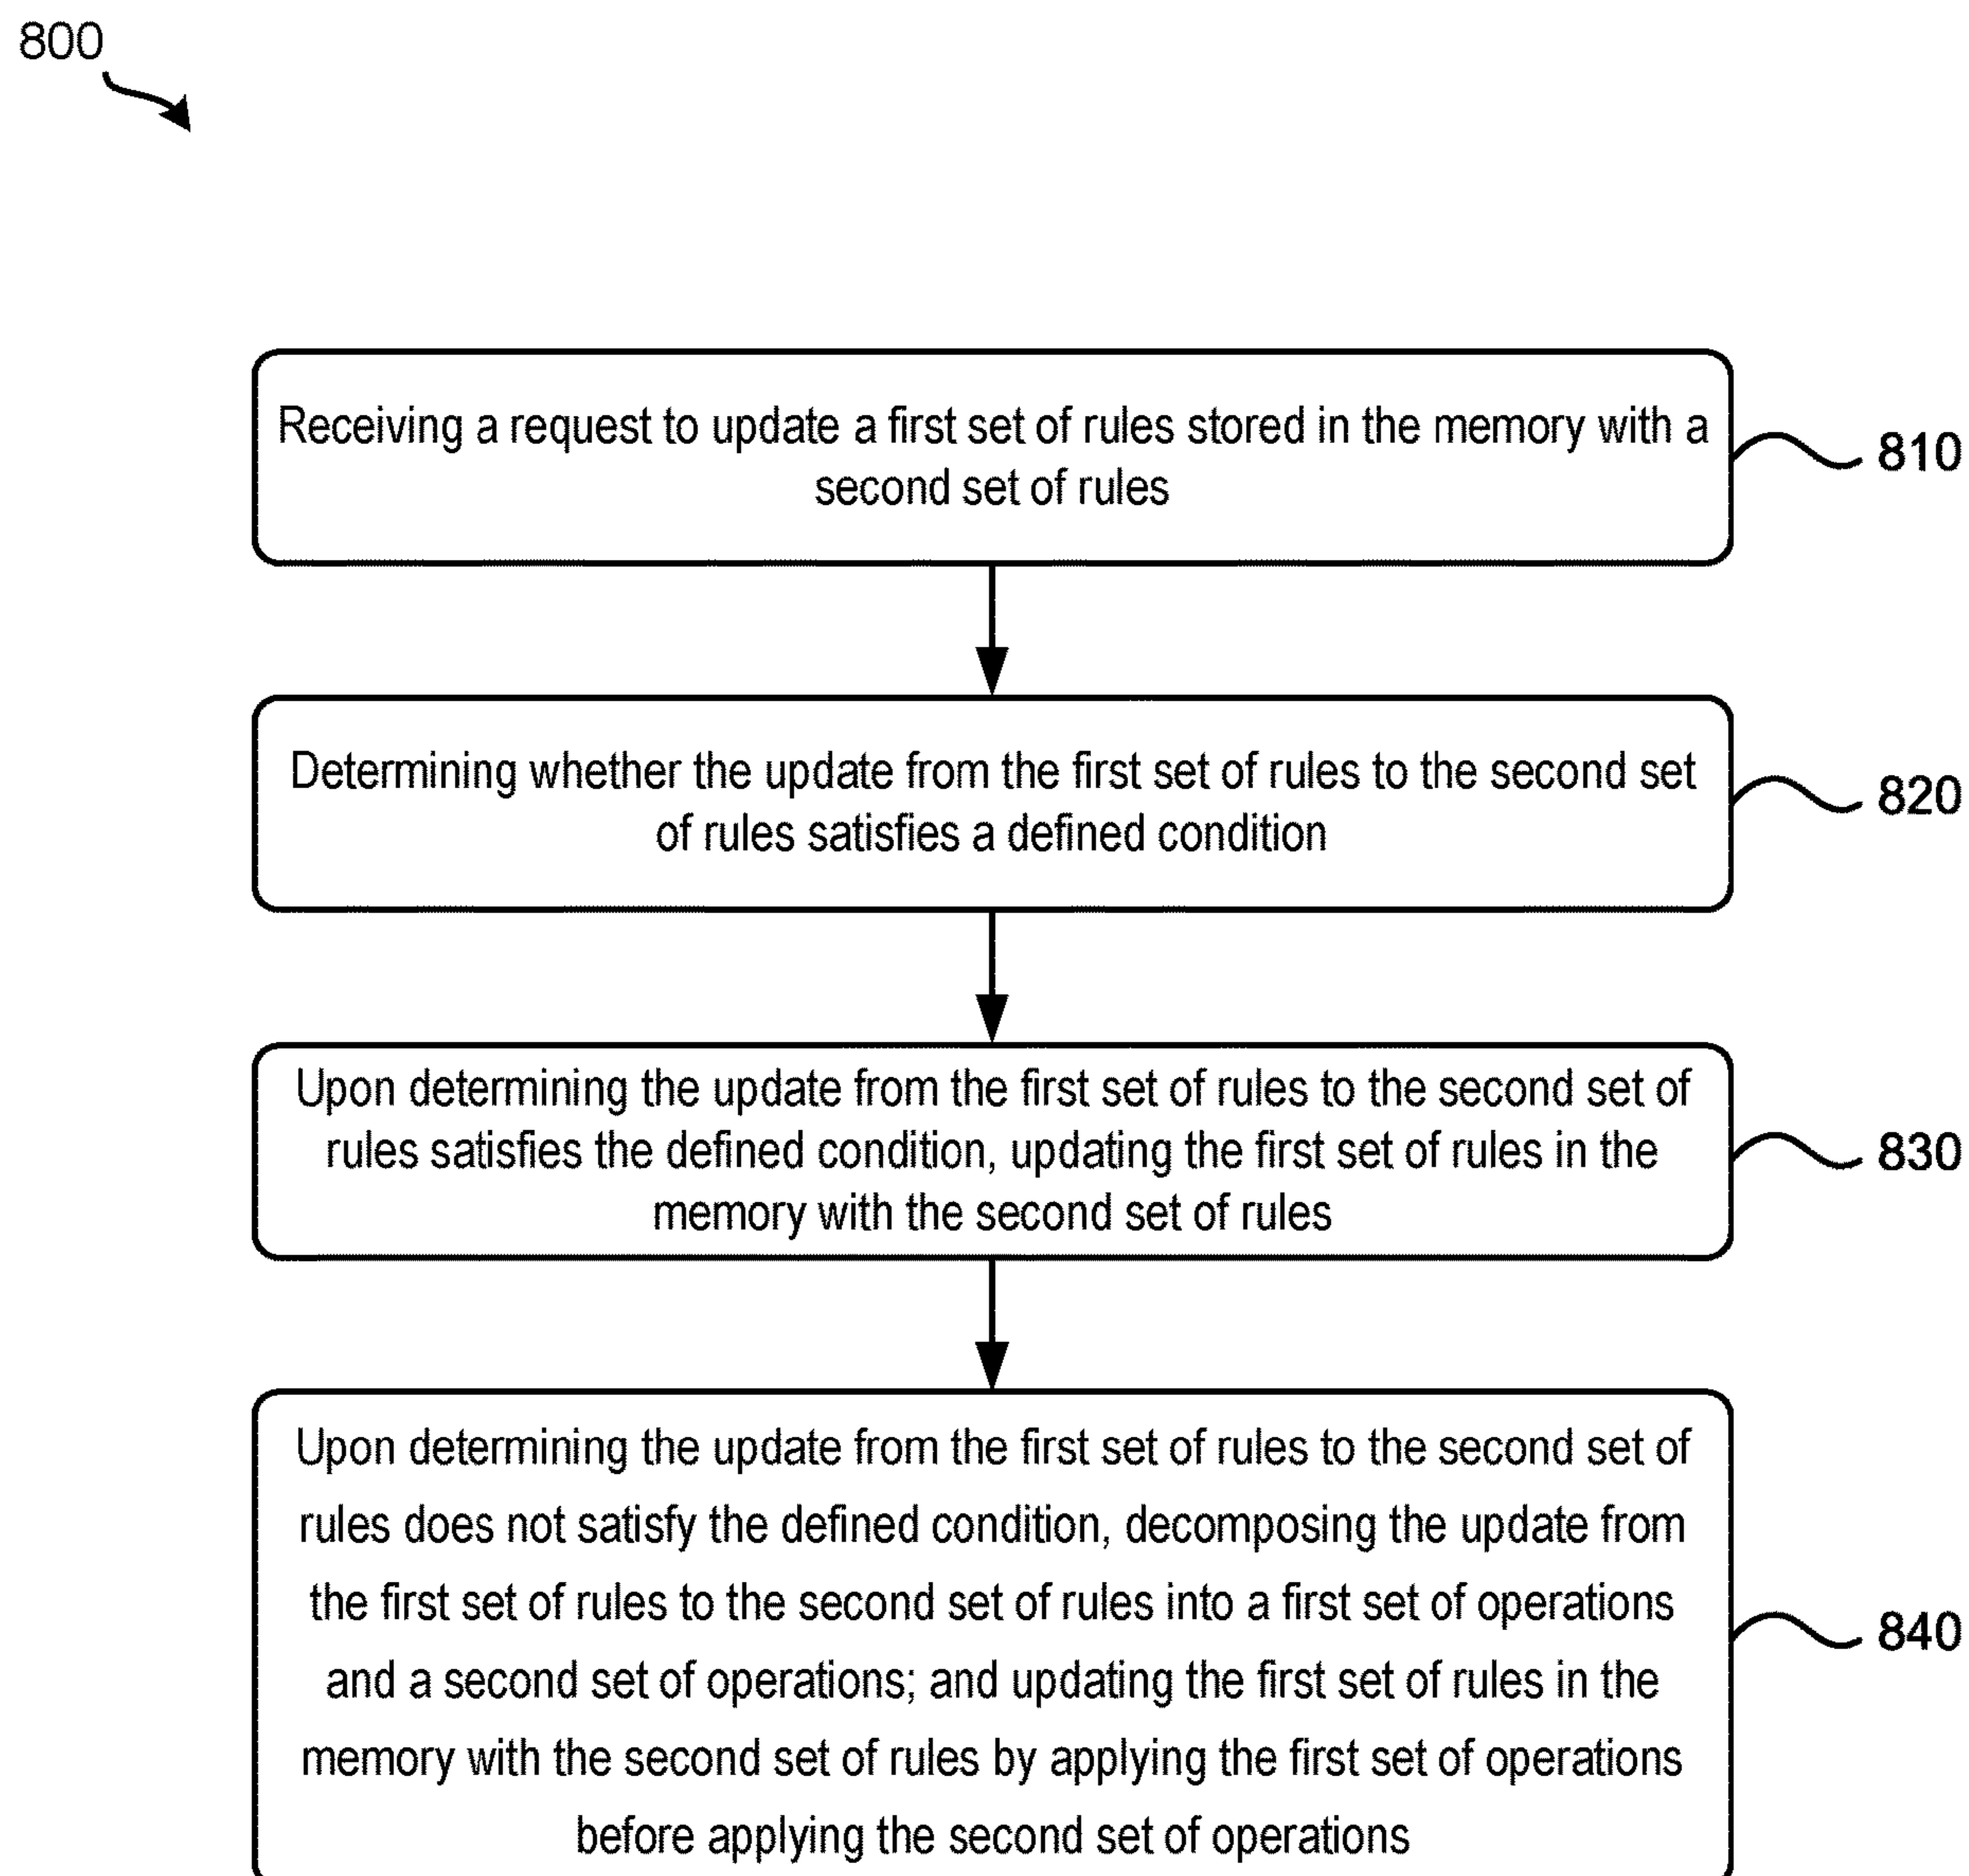 800
Receiving a request to update a first set of rules stored in the memory with a
second set of rules
810
Determining whether the update from the first set of rules to the second set
of rules satisfies a defined condition
820
Upon determining the update from the first set of rules to the second set of
rules satisfies the defined condition, updating the first set of rules in the
memory with the second set of rules
830
Upon determining the update from the first set of rules to the second set of
rules does not satisfy the defined condition, decomposing the update from
the first set of rules to the second set of rules into a first set of operations
and a second set of operations; and updating the first set of rules in the
memory with the second set of rules by applying the first set of operations
before applying the second set of operations
840